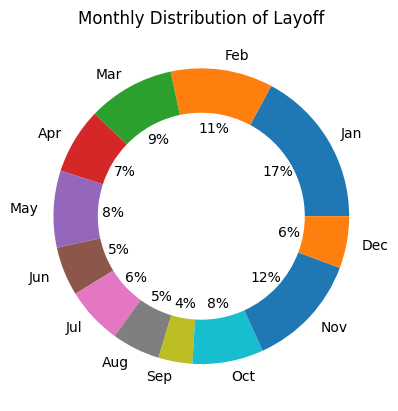 Monthly Distribution of Layoff
Jan
17%
Feb
11%
Mar
9%
Apr
7%
May
8%
Jun
5%
Jul
6%
Aug
5%
Sep
4%
Oct
8%
Nov
12%
Dec
6%